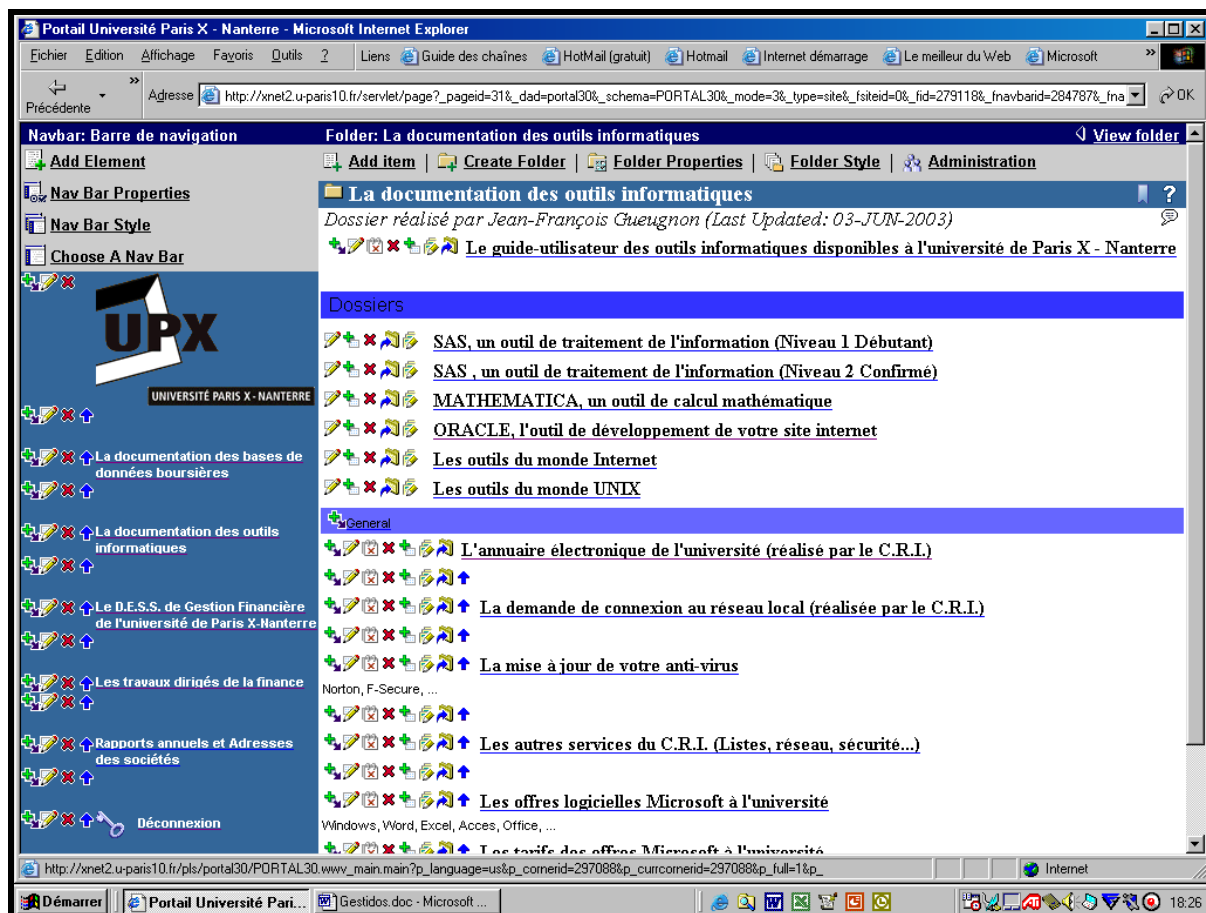 Portail Université Paris X - Nanterre - Microsoft Internet Explorer
Fichier Edition Affichage Favoris Outils ? Liens Guide des chaînes HotMail (gratuit) Hotmail Internet démarrage Le meilleur du Web Microsoft »
Précédente » Adresse http://xnet2.u-paris10.fr/servlet/page?_pageid=31&_dad=portal30&_schema=PORTAL30&_mode=3&_type=site&_fsiteid=0&_fid=279118&_fnavbarid=284787&_fna OK
Navbar: Barre de navigation
Add Element
Nav Bar Properties
Nav Bar Style
Choose A Nav Bar
UPX
UNIVERSITÉ PARIS X - NANTERRE
La documentation des bases de
données boursières
La documentation des outils
informatiques
Le D.E.S.S. de Gestion Financière
de l'université de Paris X-Nanterre
Les travaux dirigés de la finance
Rapports annuels et Adresses
des sociétés
Déconnexion
Folder: La documentation des outils informatiques View folder
Add item | Create Folder | Folder Properties | Folder Style | Administration
La documentation des outils informatiques ?
Dossier réalisé par Jean-François Gueugnon (Last Updated: 03-JUN-2003)
Le guide-utilisateur des outils informatiques disponibles à l'université de Paris X - Nanterre
Dossiers
SAS, un outil de traitement de l'information (Niveau 1 Débutant)
SAS , un outil de traitement de l'information (Niveau 2 Confirmé)
MATHEMATICA, un outil de calcul mathématique
ORACLE, l'outil de développement de votre site internet
Les outils du monde Internet
Les outils du monde UNIX
General
L'annuaire électronique de l'université (réalisé par le C.R.I.)
La demande de connexion au réseau local (réalisée par le C.R.I.)
La mise à jour de votre anti-virus
Norton, F-Secure, ...
Les autres services du C.R.I. (Listes, réseau, sécurité...)
Les offres logicielles Microsoft à l'université
Windows, Word, Excel, Acces, Office, ...
Les tarifs des offres Microsoft à l'université
http://xnet2.u-paris10.fr/pls/portal30/PORTAL30.wwv_main.main?p_language=us&p_cornerid=297088&p_currcornerid=297088&p_full=1&p_ Internet
Démarrer Portail Université Pari... Gestidos.doc - Microsoft ... 18:26